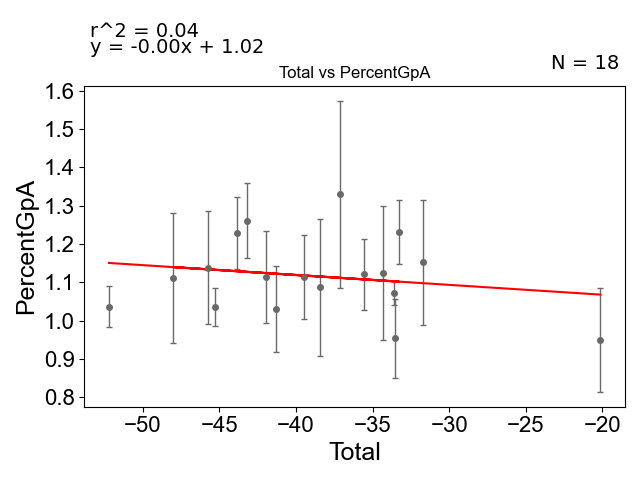 r^2 = 0.04
y = -0.00x + 1.02
N = 18
Total vs PercentGpA
PercentGpA
1.6
1.5
1.4
1.3
1.2
1.1
1.0
0.9
0.8
−50 −45 −40 −35 −30 −25 −20
Total